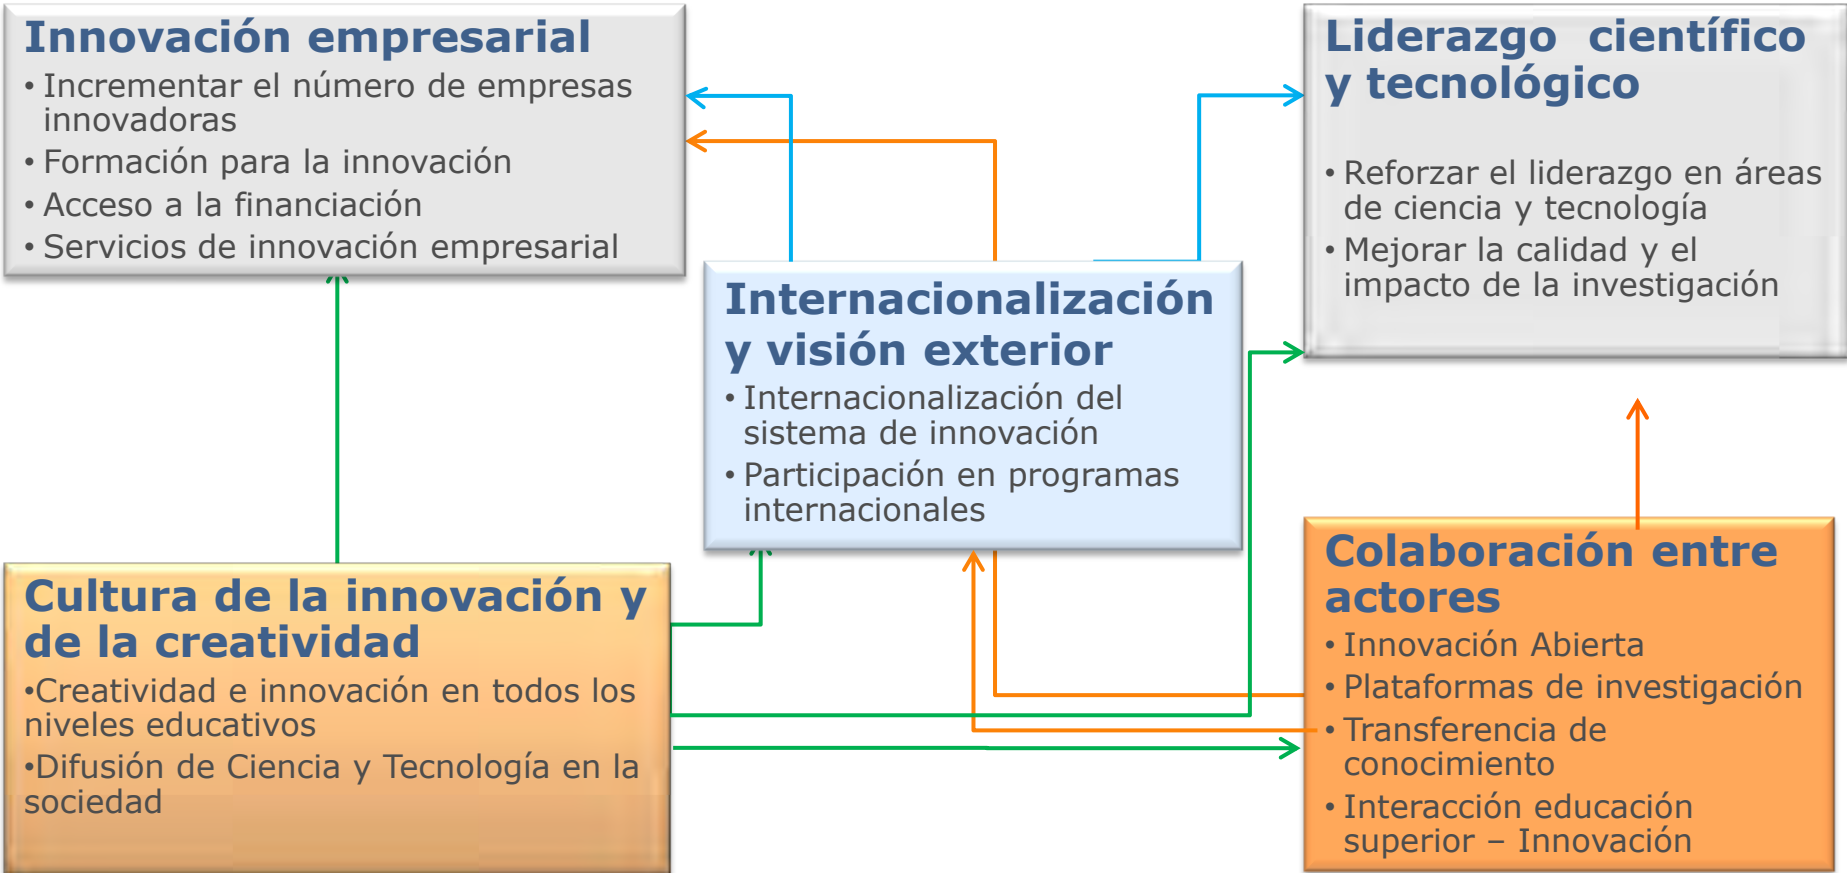 Innovación empresarial
• Incrementar el número de empresas
innovadoras
• Formación para la innovación
• Acceso a la financiación
• Servicios de innovación empresarial
Liderazgo científico
y tecnológico
• Reforzar el liderazgo en áreas
de ciencia y tecnología
• Mejorar la calidad y el
impacto de la investigación
Internacionalización
y visión exterior
• Internacionalización del
sistema de innovación
• Participación en programas
internacionales
Cultura de la innovación y
de la creatividad
•Creatividad e innovación en todos los
niveles educativos
•Difusión de Ciencia y Tecnología en la
sociedad
Colaboración entre
actores
• Innovación Abierta
• Plataformas de investigación
• Transferencia de
conocimiento
• Interacción educación
superior – Innovación